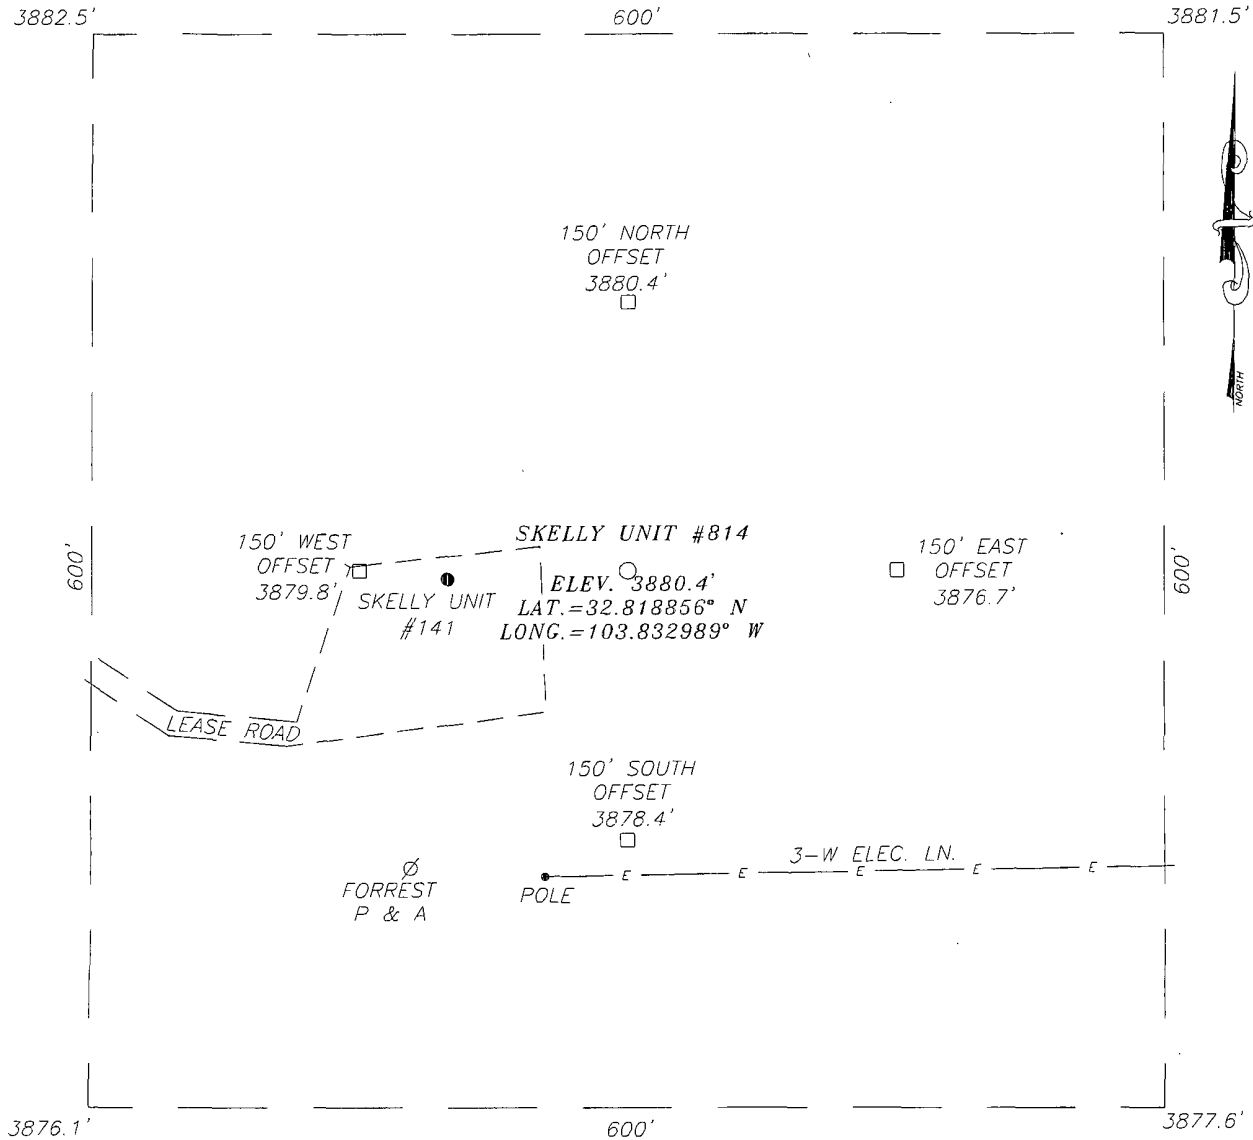 3882.5'
600'
3881.5'
NORTH
150' NORTH
OFFSET
3880.4'
600'
150' WEST
OFFSET
3879.8'
SKELLY UNIT
#141
SKELLY UNIT #814
ELEV. 3880.4'
LAT.=32.818856° N
LONG.=103.832989° W
150' EAST
OFFSET
3876.7'
600'
LEASE ROAD
150' SOUTH
OFFSET
3878.4'
3-W ELEC. LN.
E E E E E
FORREST
P & A
POLE
3876.1'
600'
3877.6'